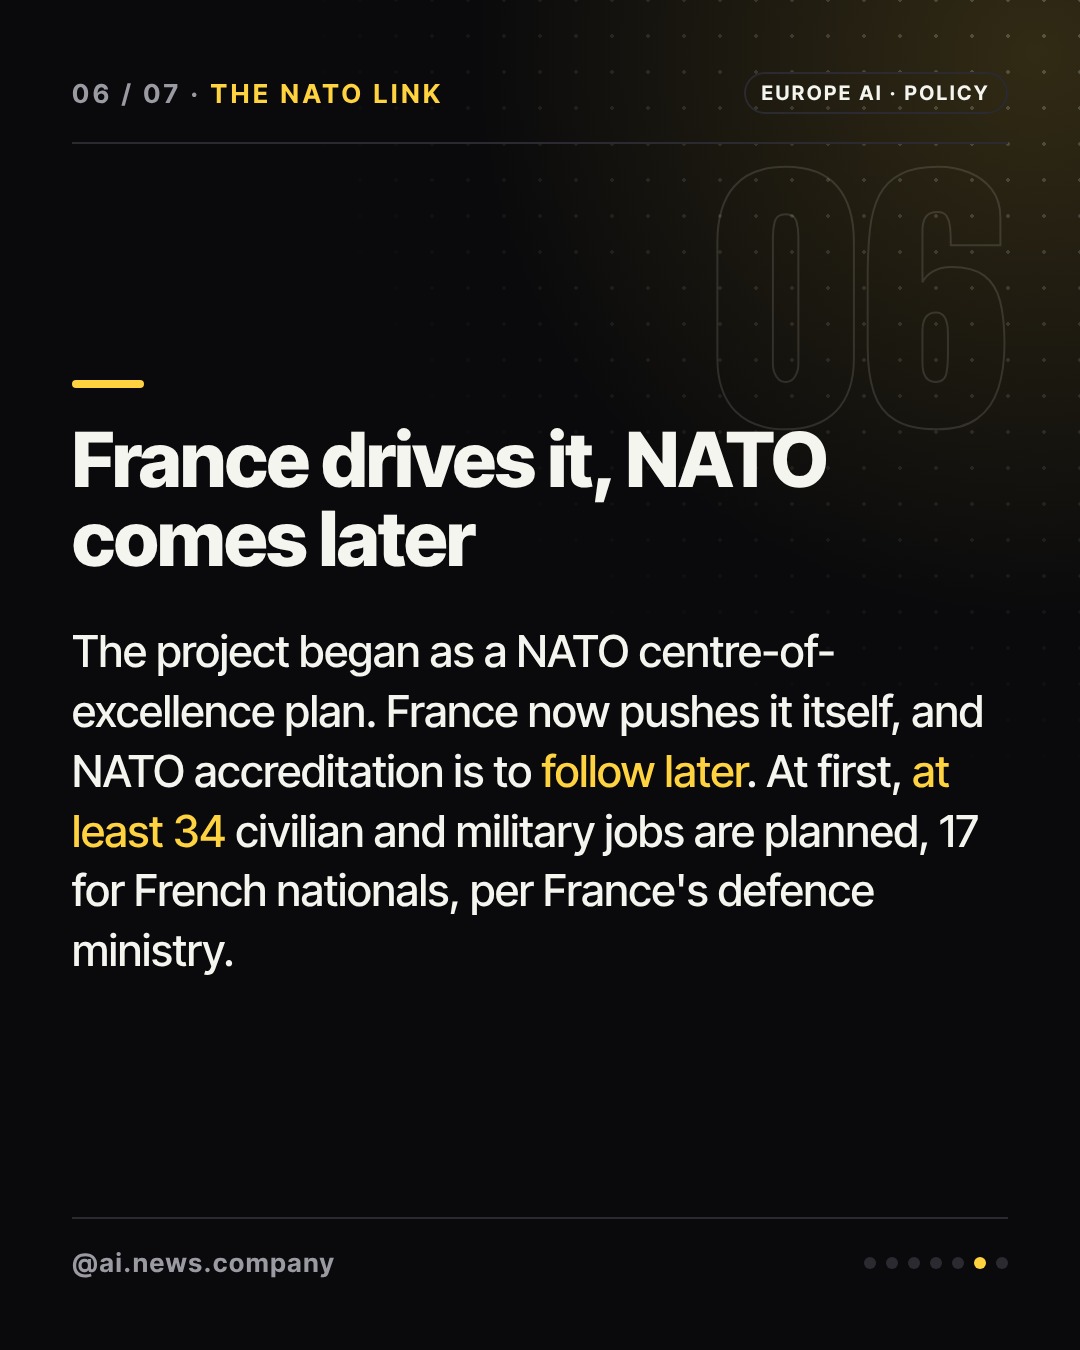 06 / 07 · THE NATO LINK
EUROPE AI · POLICY
06
France drives it, NATO
comes later
The project began as a NATO centre-of-
excellence plan. France now pushes it itself, and
NATO accreditation is to follow later. At first, at
least 34 civilian and military jobs are planned, 17
for French nationals, per France's defence
ministry.
@ai.news.company